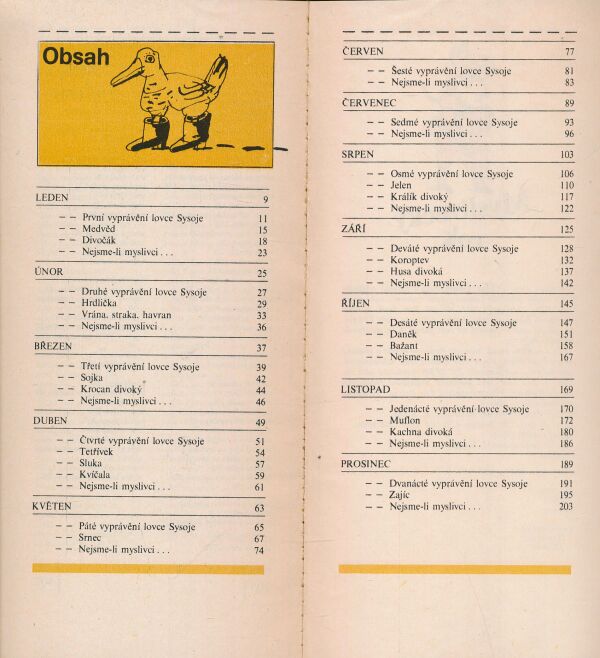 Obsah
LEDEN 9
– – První vyprávění lovce Sysoje 11
– – Medvěd 15
– – Divočák 18
– – Nejsme-li myslivci . . . 23
ÚNOR 25
– – Druhé vyprávění lovce Sysoje 27
– – Hrdlička 29
– – Vrána, straka, havran 33
– – Nejsme-li myslivci . . . 36
BŘEZEN 37
– – Třetí vyprávění lovce Sysoje 39
– – Sojka 42
– – Krocan divoký 44
– – Nejsme-li myslivci . . . 46
DUBEN 49
– – Čtvrté vyprávění lovce Sysoje 51
– – Tetřívek 54
– – Sluka 57
– – Kvíčala 59
– – Nejsme-li myslivci . . . 61
KVĚTEN 63
– – Páté vyprávění lovce Sysoje 65
– – Srnec 67
– – Nejsme-li myslivci . . . 74
ČERVEN 77
– – Šesté vyprávění lovce Sysoje 81
– – Nejsme-li myslivci . . . 83
ČERVENEC 89
– – Sedmé vyprávění lovce Sysoje 93
– – Nejsme-li myslivci . . . 96
SRPEN 103
– – Osmé vyprávění lovce Sysoje 106
– – Jelen 110
– – Králík divoký 117
– – Nejsme-li myslivci . . . 122
ZÁŘÍ 125
– – Deváté vyprávění lovce Sysoje 128
– – Koroptev 132
– – Husa divoká 137
– – Nejsme-li myslivci . . . 142
ŘÍJEN 145
– – Desáté vyprávění lovce Sysoje 147
– – Daněk 151
– – Bažant 158
– – Nejsme-li myslivci . . . 167
LISTOPAD 169
– – Jedenácté vyprávění lovce Sysoje 170
– – Muflon 172
– – Kachna divoká 180
– – Nejsme-li myslivci . . . 186
PROSINEC 189
– – Dvanácté vyprávění lovce Sysoje 191
– – Zajíc 195
– – Nejsme-li myslivci . . . 203